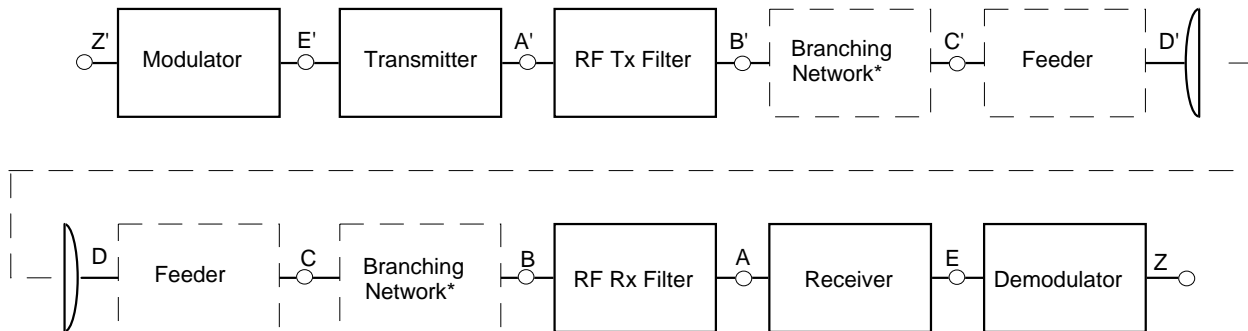 Z'
Modulator
E'
Transmitter
A'
RF Tx Filter
B'
Branching
Network*
C'
Feeder
D'
D
Feeder
C
Branching
Network*
B
RF Rx Filter
A
Receiver
E
Demodulator
Z